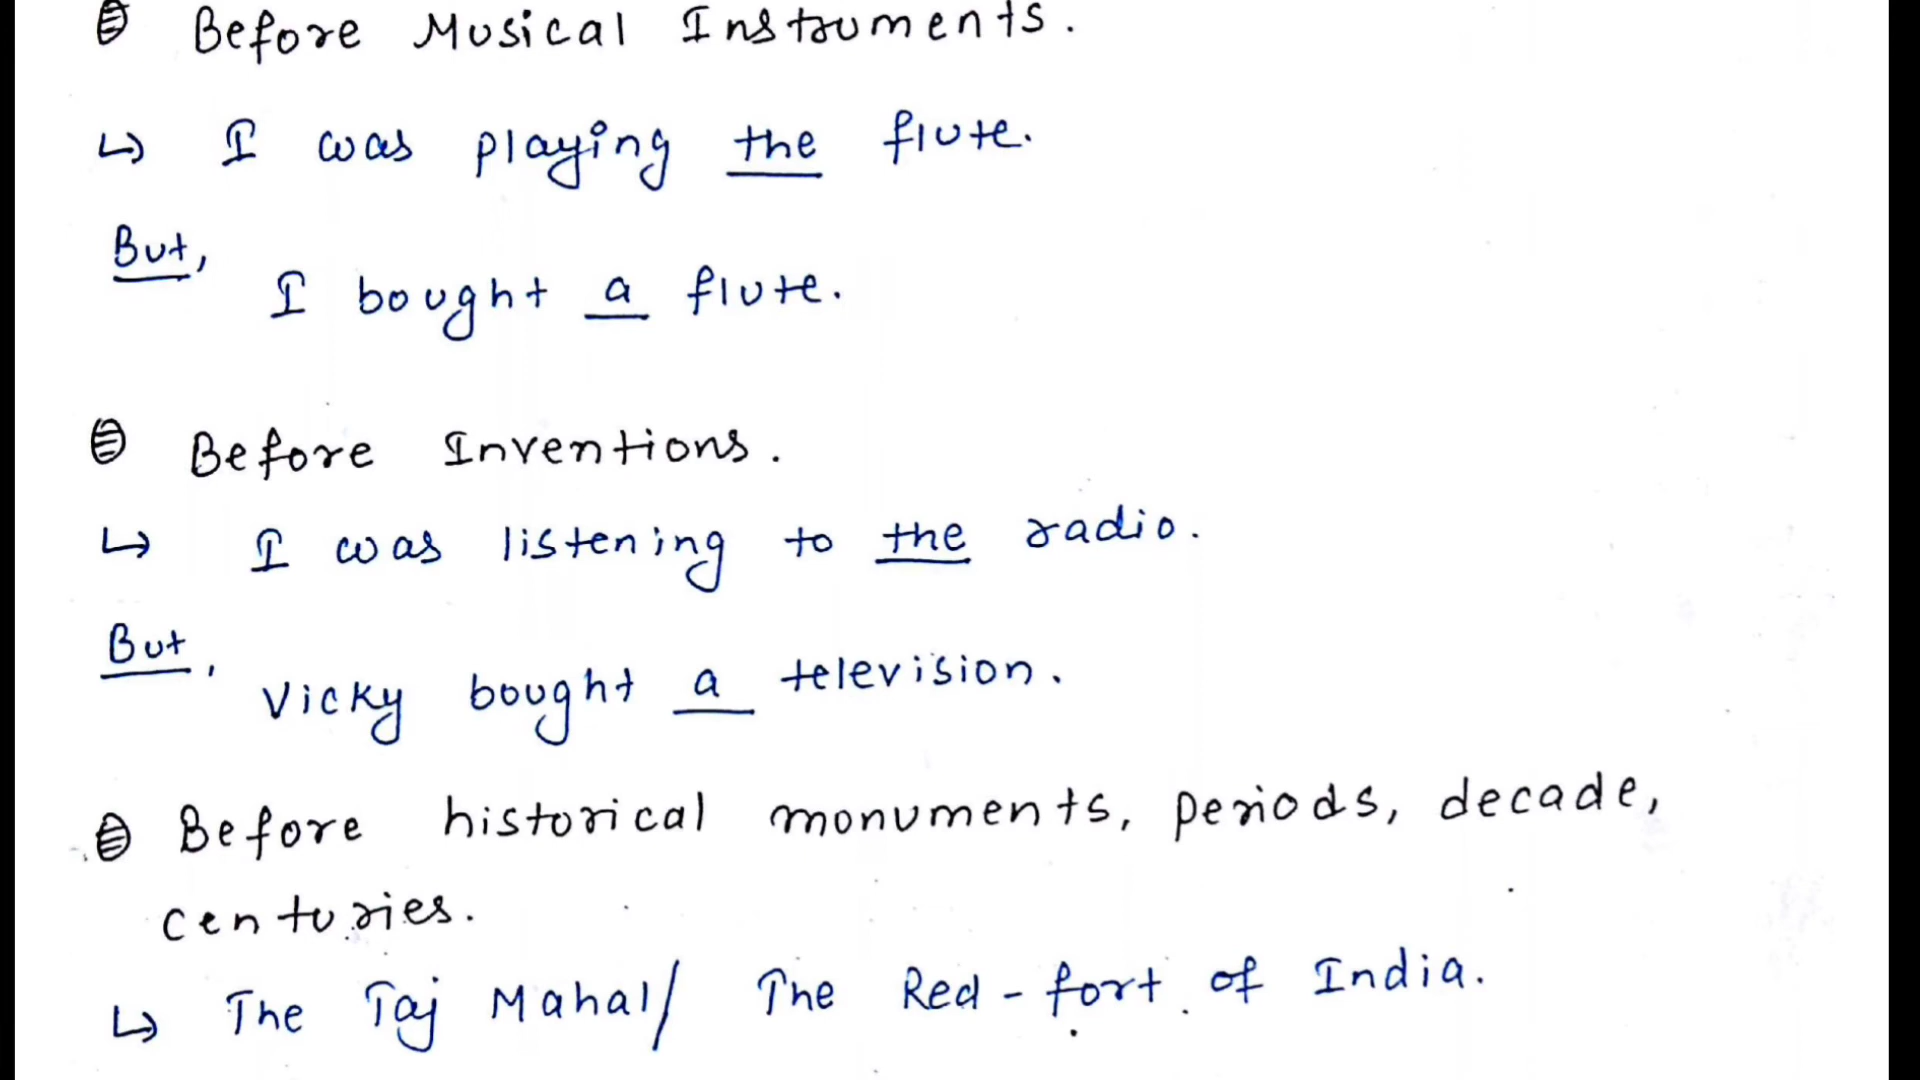 Before Musical Instruments.
↳ I was playing the flute.
But,
I bought a flute.
Before Inventions.
↳ I was listening to the radio.
But,
Vicky bought a television.
Before historical monuments, periods, decade,
centuries.
↳ The Taj Mahal/ The Red-fort of India.